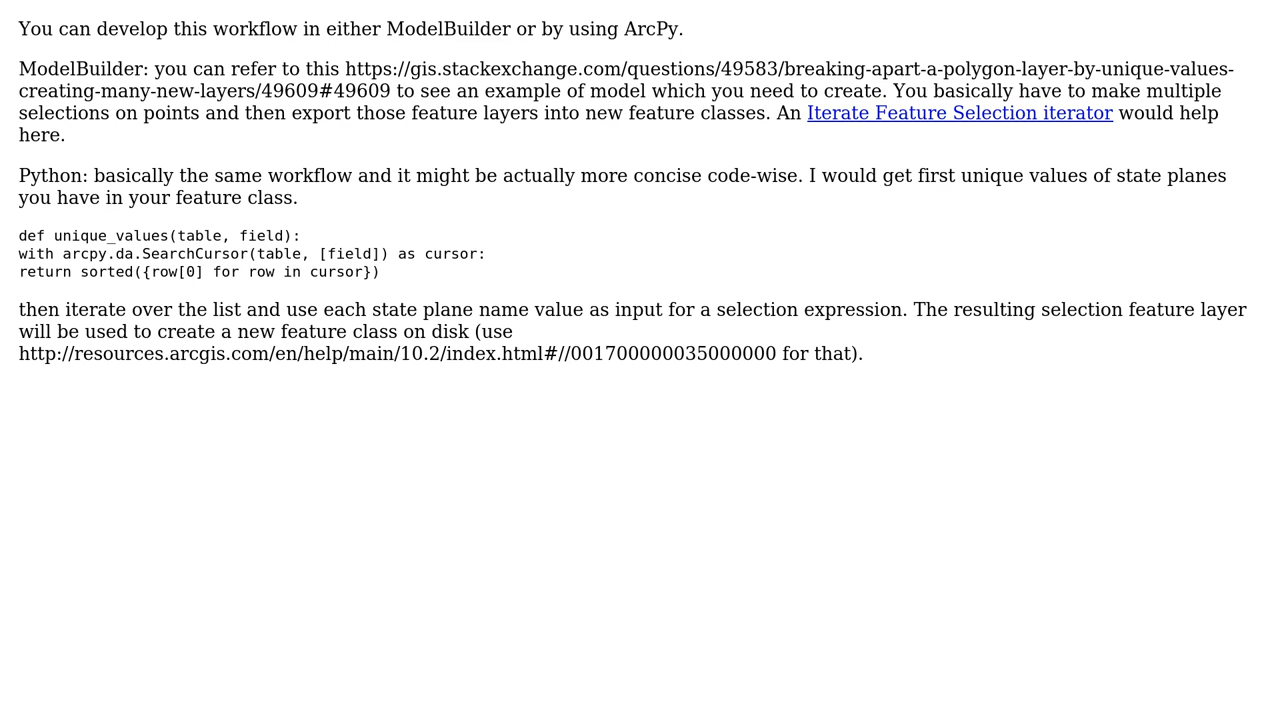 You can develop this workflow in either ModelBuilder or by using ArcPy.
ModelBuilder: you can refer to this https://gis.stackexchange.com/questions/49583/breaking-apart-a-polygon-layer-by-unique-values-
creating-many-new-layers/49609#49609 to see an example of model which you need to create. You basically have to make multiple
selections on points and then export those feature layers into new feature classes. An Iterate Feature Selection iterator would help
here.
Python: basically the same workflow and it might be actually more concise code-wise. I would get first unique values of state planes
you have in your feature class.
def unique_values(table, field):
with arcpy.da.SearchCursor(table, [field]) as cursor:
return sorted({row[0] for row in cursor})
then iterate over the list and use each state plane name value as input for a selection expression. The resulting selection feature layer
will be used to create a new feature class on disk (use
http://resources.arcgis.com/en/help/main/10.2/index.html#//001700000035000000 for that).